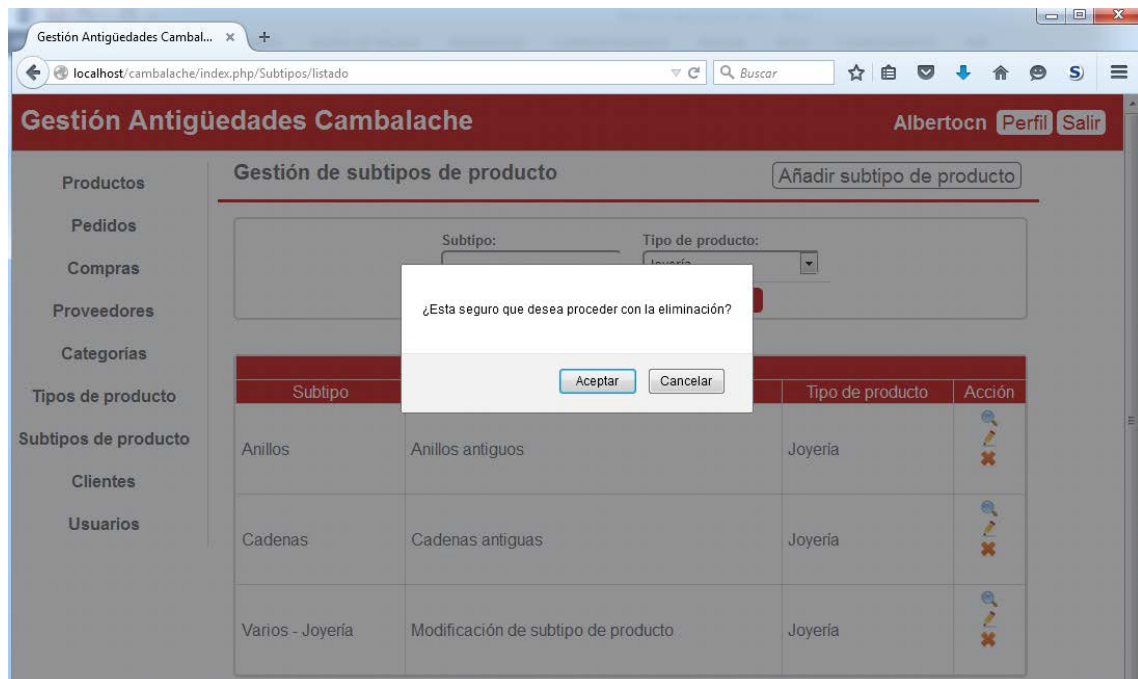 Gestión Antigüedades Cambal...
localhost/cambalache/index.php/Subtipos/listado
Buscar
Gestión Antigüedades Cambalache
Albertocn Perfil Salir
Productos
Pedidos
Compras
Proveedores
Categorías
Tipos de producto
Subtipos de producto
Clientes
Usuarios
Gestión de subtipos de producto
Añadir subtipo de producto
Subtipo:
Tipo de producto:
Joyería
¿Esta seguro que desea proceder con la eliminación?
Aceptar Cancelar
Subtipo Tipo de producto Acción
Anillos Anillos antiguos Joyería
Cadenas Cadenas antiguas Joyería
Varios - Joyería Modificación de subtipo de producto Joyería